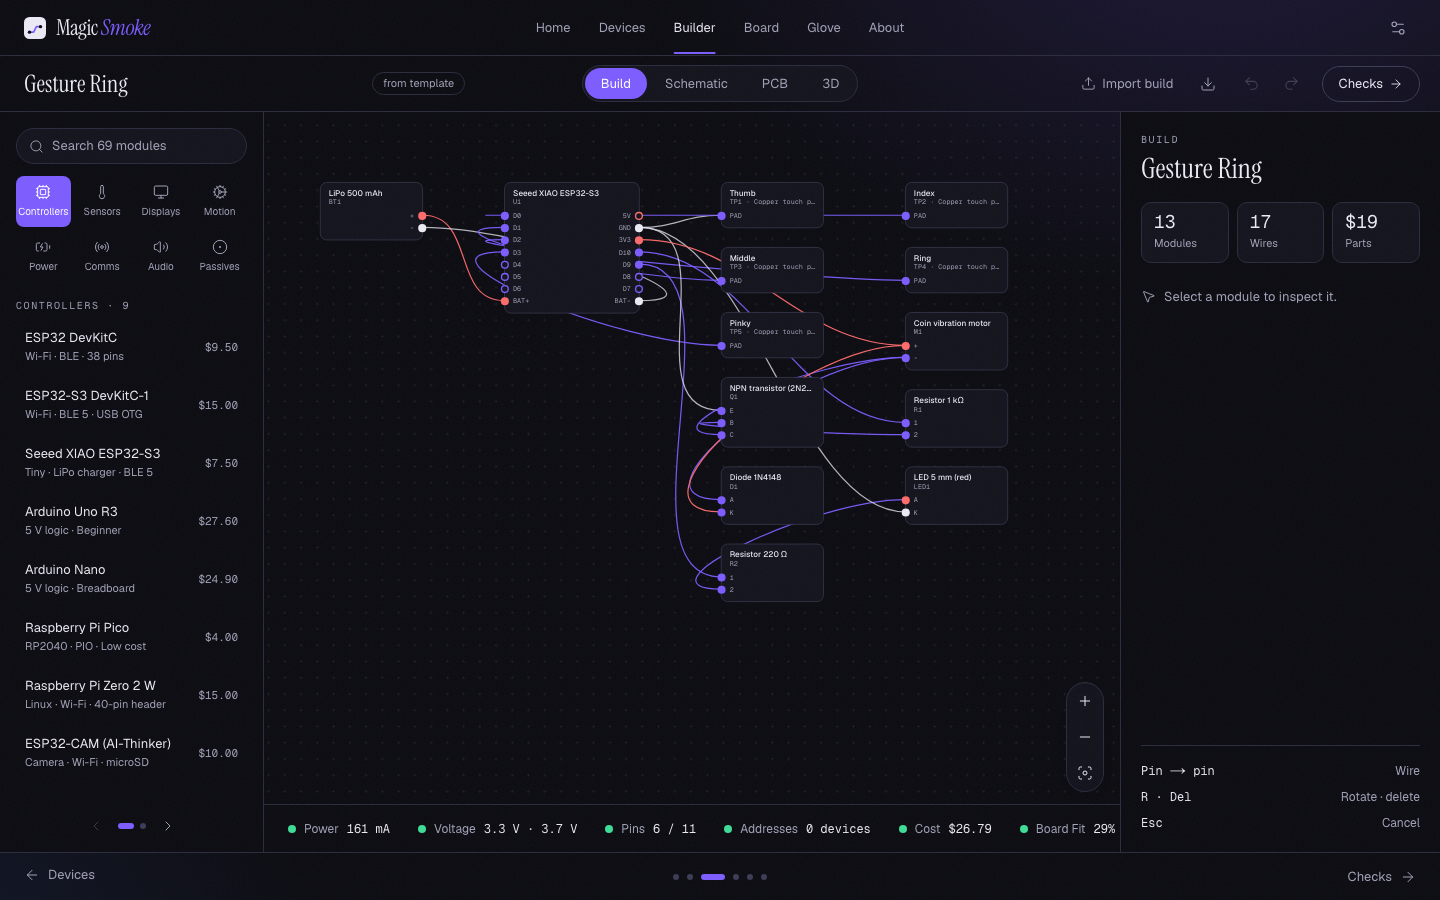 Magic Smoke
Home
Devices
Builder
Board
Glove
About
Gesture Ring
from template
Build
Schematic
PCB
3D
Import build
Checks →
Search 69 modules
Controllers
Sensors
Displays
Motion
Power
Comms
Audio
Passives
CONTROLLERS · 9
ESP32 DevKitC
Wi-Fi · BLE · 38 pins
$9.50
ESP32-S3 DevKitC-1
Wi-Fi · BLE 5 · USB OTG
$15.00
Seeed XIAO ESP32-S3
Tiny · LiPo charger · BLE 5
$7.50
Arduino Uno R3
5 V logic · Beginner
$27.60
Arduino Nano
5 V logic · Breadboard
$24.90
Raspberry Pi Pico
RP2040 · PIO · Low cost
$4.00
Raspberry Pi Zero 2 W
Linux · Wi-Fi · 40-pin header
$15.00
ESP32-CAM (AI-Thinker)
Camera · Wi-Fi · microSD
$10.00
LiPo 500 mAh
BT1
+
-
Seeed XIAO ESP32-S3
U1
D0
D1
D2
D3
D4
D5
D6
BAT+
5V
GND
3V3
D10
D9
D8
D7
BAT-
Thumb
TP1 · Copper touch p…
PAD
Index
TP2 · Copper touch p…
PAD
Middle
TP3 · Copper touch p…
PAD
Ring
TP4 · Copper touch p…
PAD
Pinky
TP5 · Copper touch p…
PAD
Coin vibration motor
M1
+
-
NPN transistor (2N2…
Q1
E
B
C
Resistor 1 kΩ
R1
1
2
Diode 1N4148
D1
A
K
LED 5 mm (red)
LED1
A
K
Resistor 220 Ω
R2
1
2
BUILD
Gesture Ring
13
Modules
17
Wires
$19
Parts
Select a module to inspect it.
Pin → pin
Wire
R · Del
Rotate · delete
Esc
Cancel
Power 161 mA
Voltage 3.3 V · 3.7 V
Pins 6 / 11
Addresses 0 devices
Cost $26.79
Board Fit 29%
← Devices
Checks →